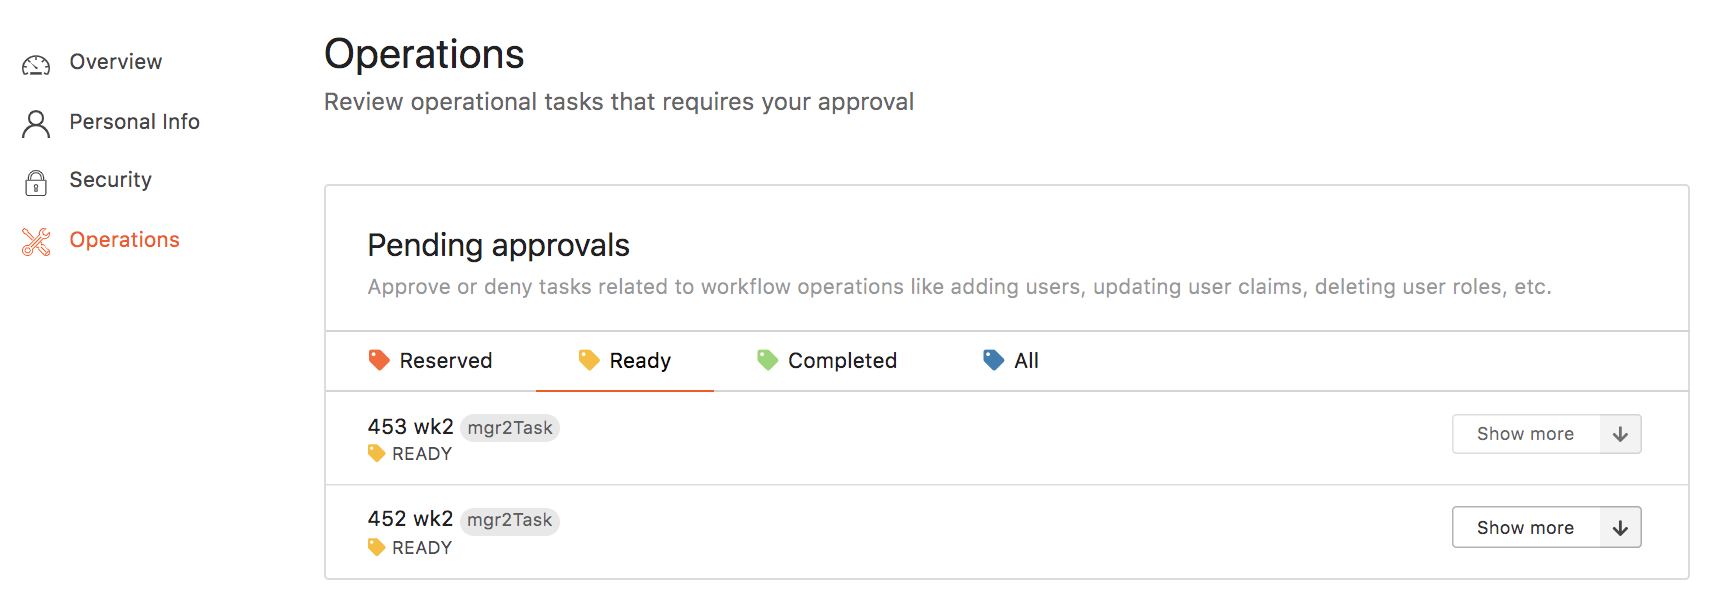 Overview
Personal Info
Security
Operations
Operations
Review operational tasks that requires your approval
Pending approvals
Approve or deny tasks related to workflow operations like adding users, updating user claims, deleting user roles, etc.
Reserved Ready Completed All
453 wk2 mgr2Task
READY
Show more
452 wk2 mgr2Task
READY
Show more